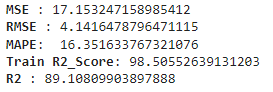 MSE : 17.153247158985412
RMSE : 4.1416478796471115
MAPE:  16.351633767321076
Train R2_Score: 98.50552639131203
R2 : 89.10809903897888